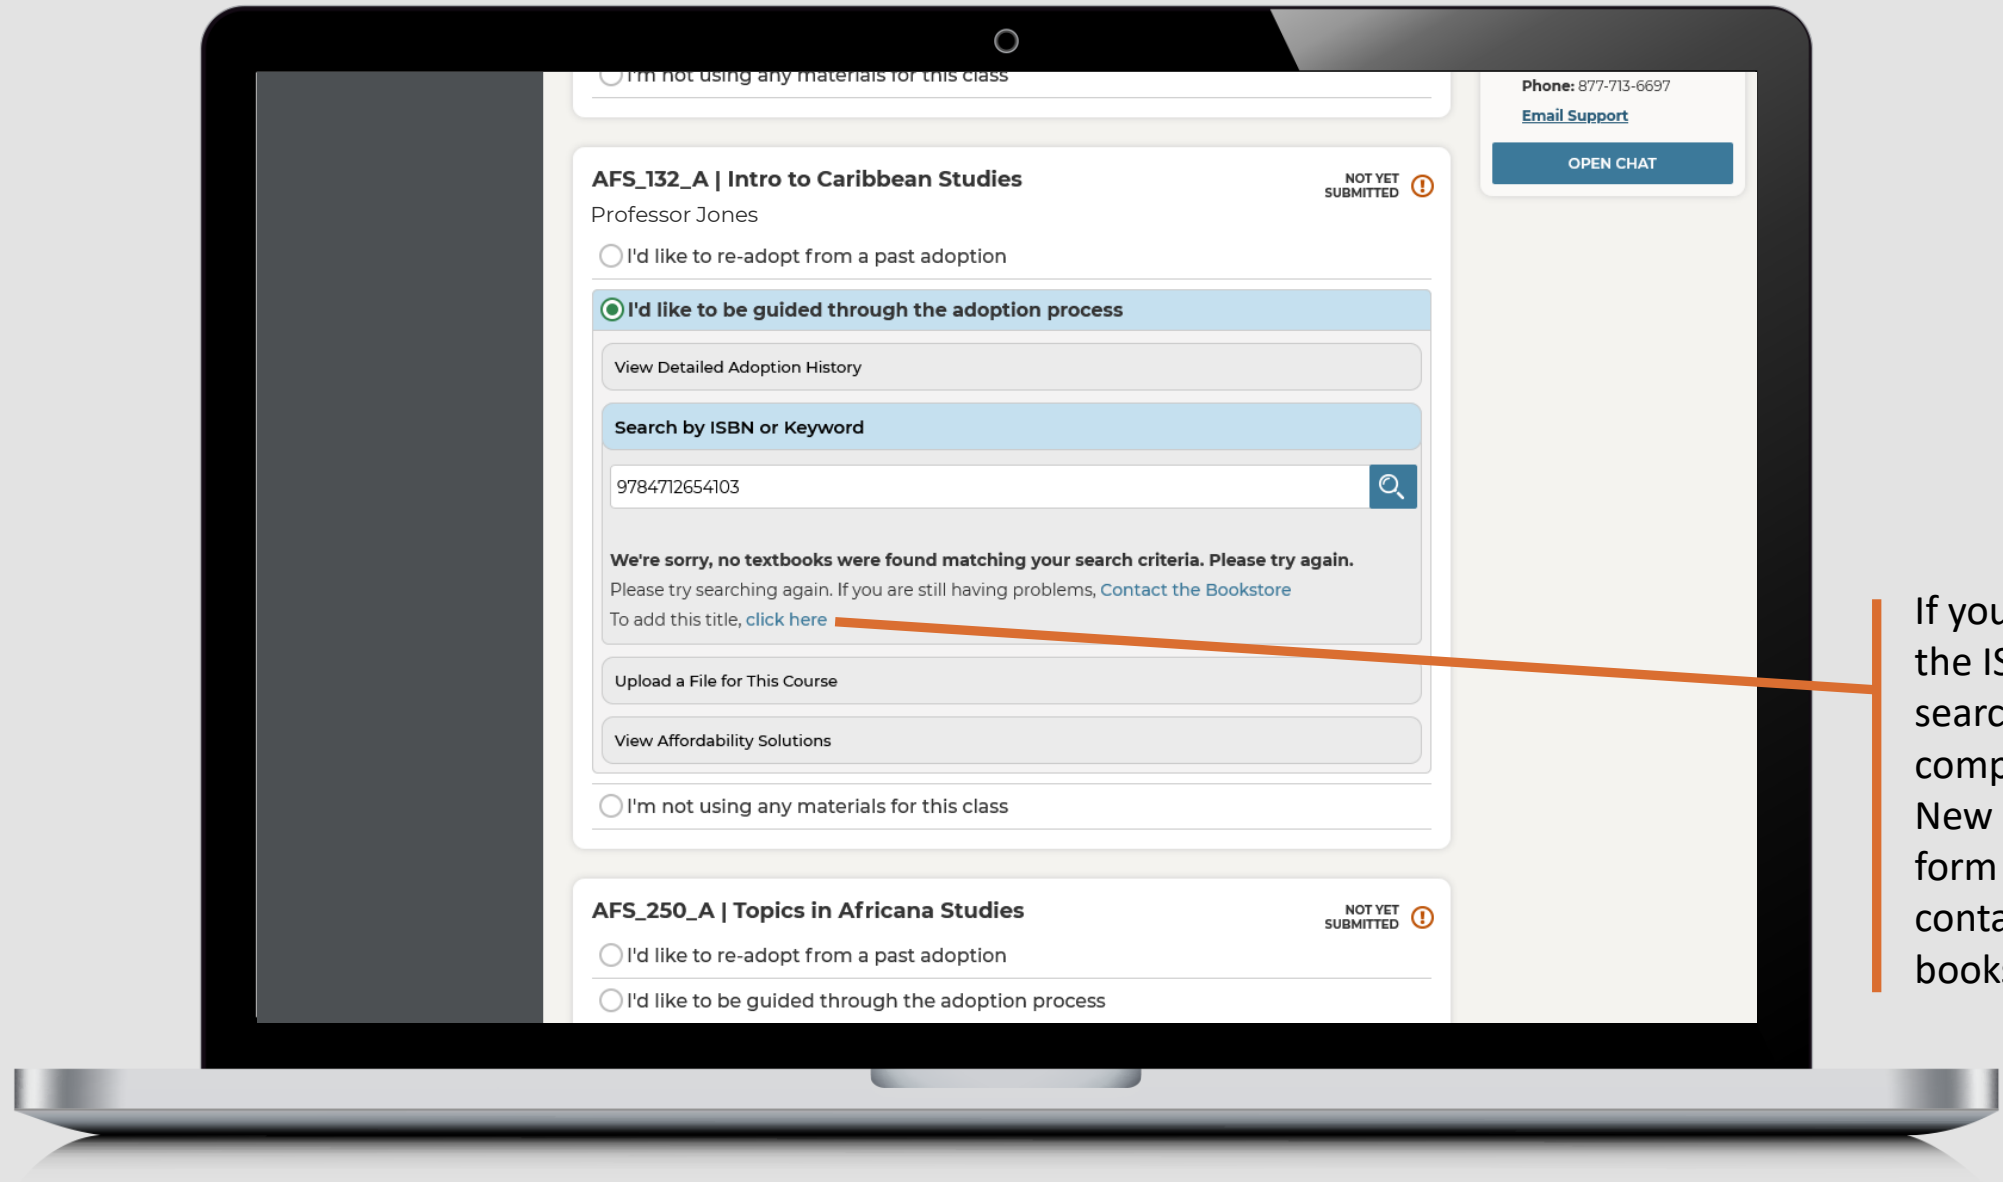 I'm not using any materials for this class
Phone: 877-713-6697
Email Support
OPEN CHAT
AFS_132_A | Intro to Caribbean Studies
NOT YET
SUBMITTED
Professor Jones
I'd like to re-adopt from a past adoption
I'd like to be guided through the adoption process
View Detailed Adoption History
Search by ISBN or Keyword
9784712654103
We're sorry, no textbooks were found matching your search criteria. Please try again.
Please try searching again. If you are still having problems, Contact the Bookstore
To add this title, click here
Upload a File for This Course
View Affordability Solutions
I'm not using any materials for this class
AFS_250_A | Topics in Africana Studies
NOT YET
SUBMITTED
I'd like to re-adopt from a past adoption
I'd like to be guided through the adoption process
If you
the
New
form